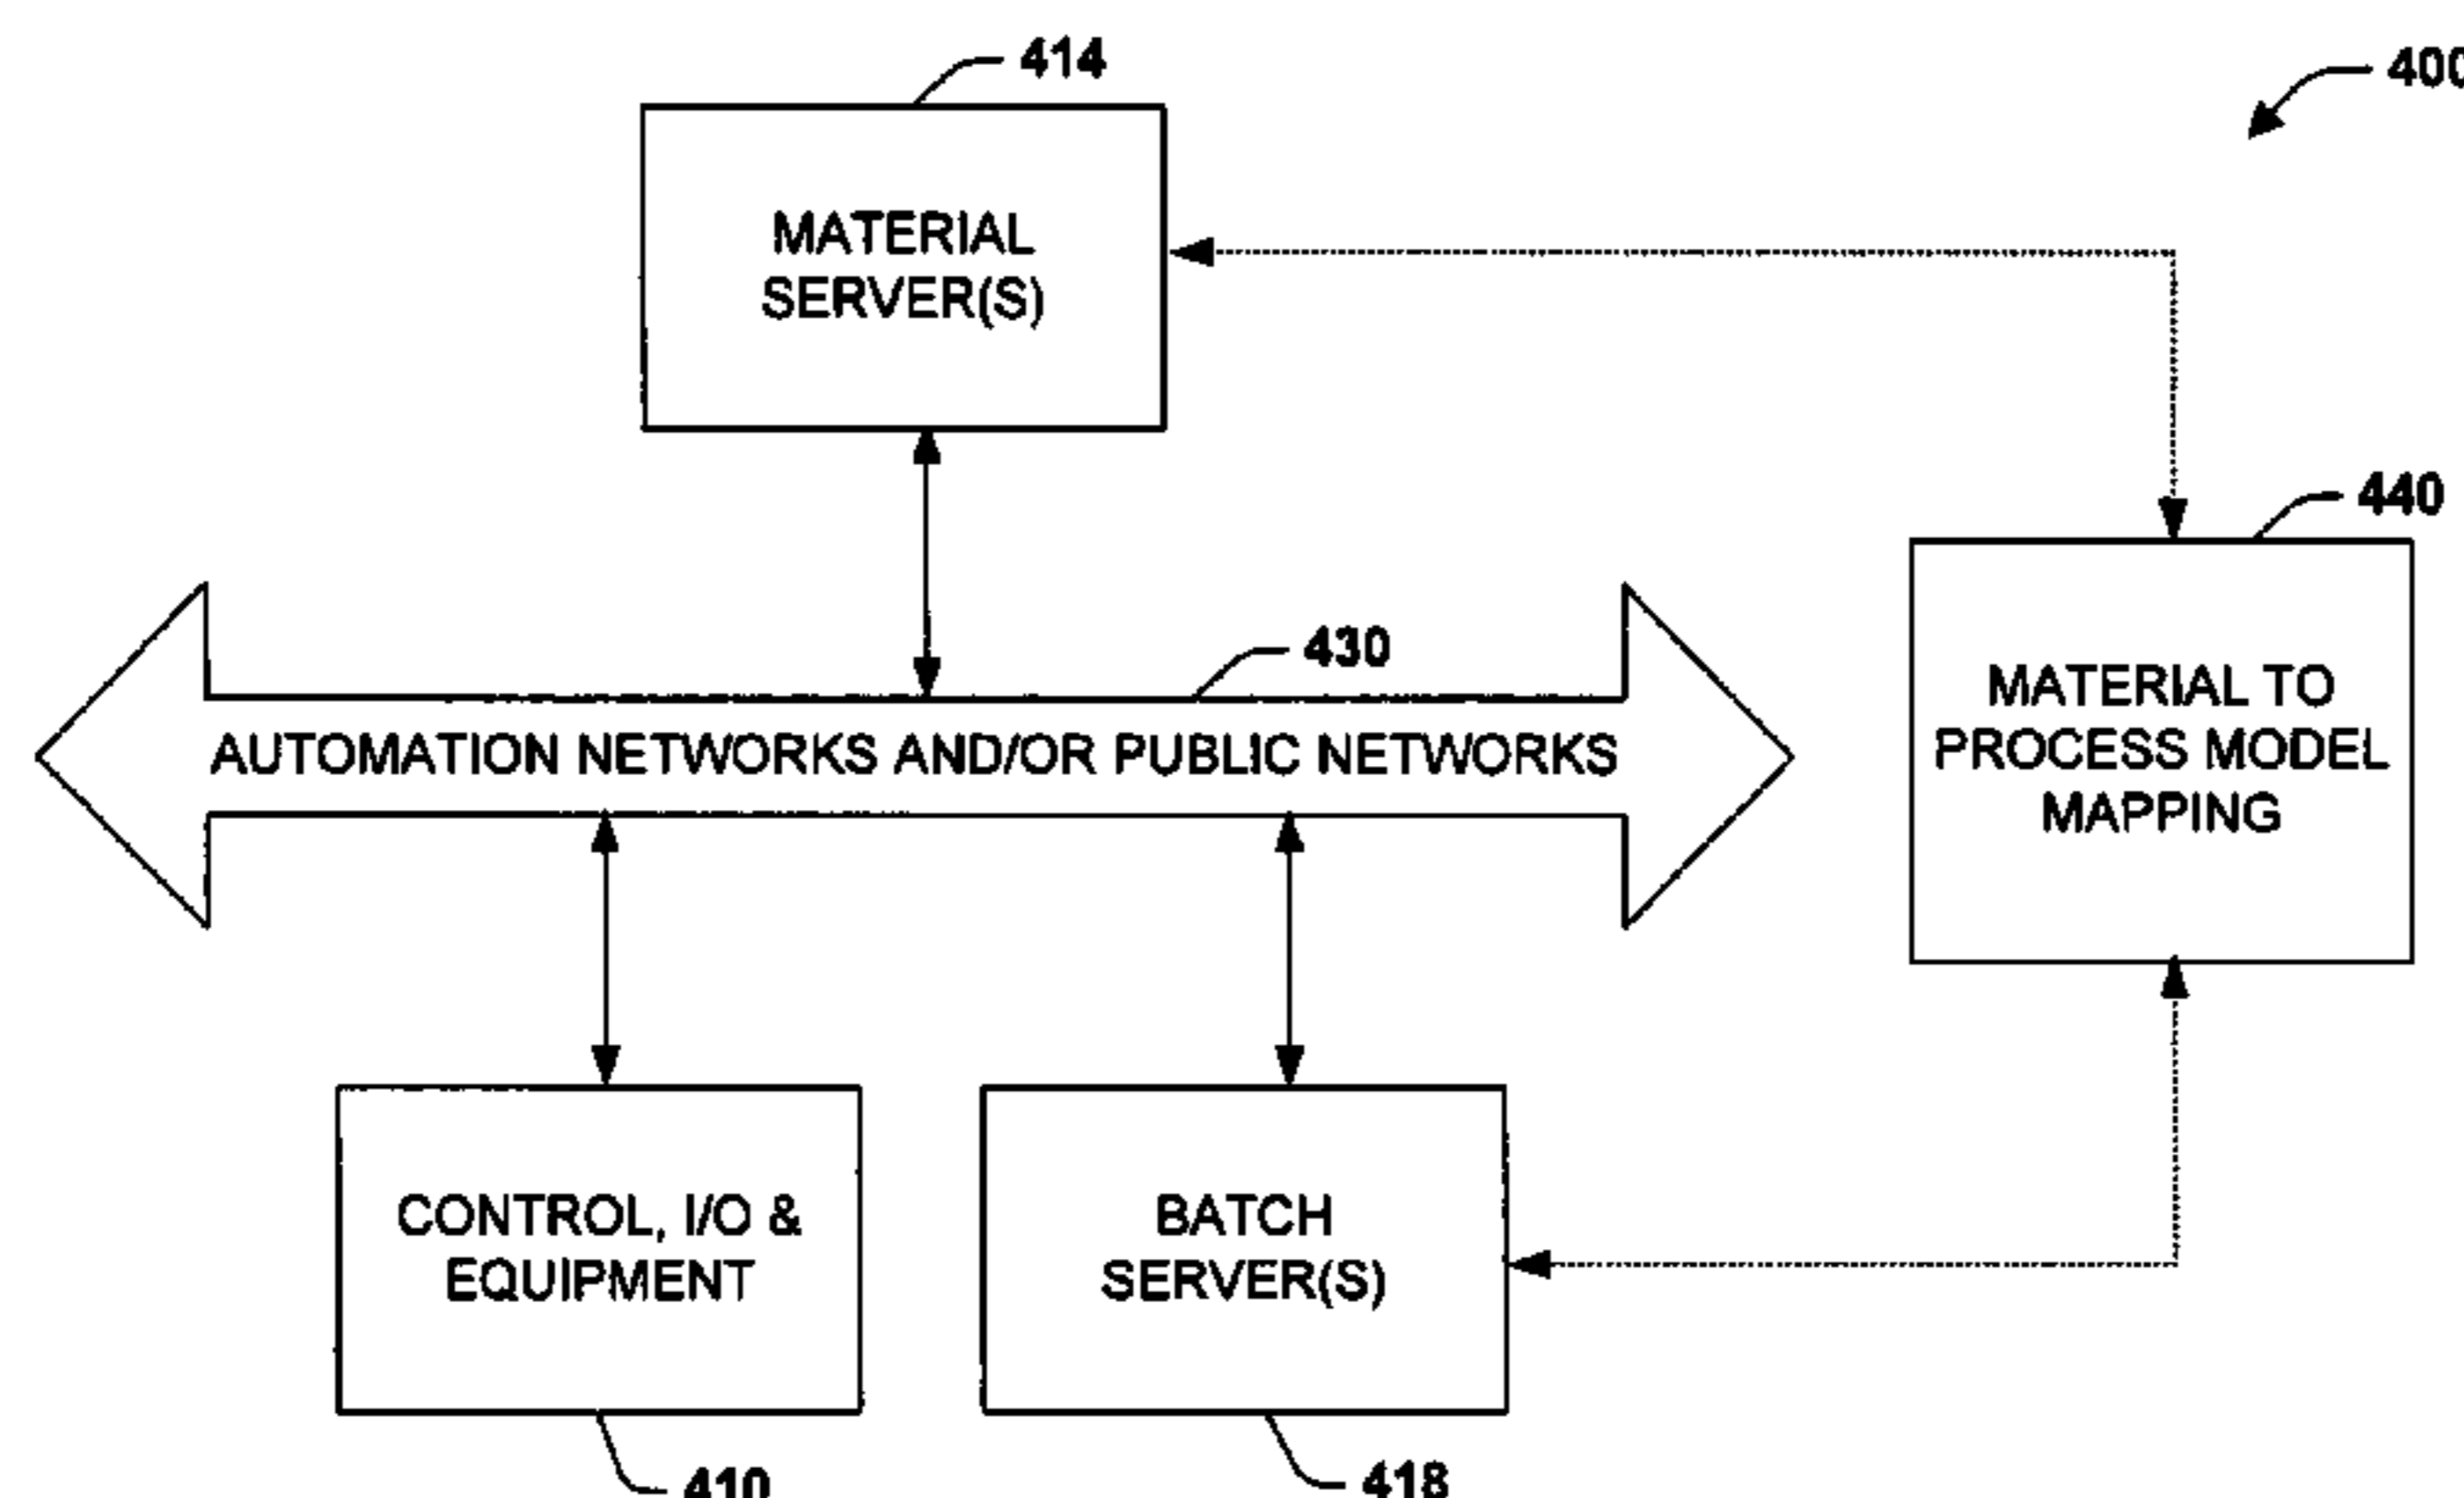 414
400
MATERIAL
SERVER(S)
440
430
MATERIAL TO
PROCESS MODEL
MAPPING
AUTOMATION NETWORKS AND/OR PUBLIC NETWORKS
CONTROL, I/O &
EQUIPMENT
BATCH
SERVER(S)
410
418